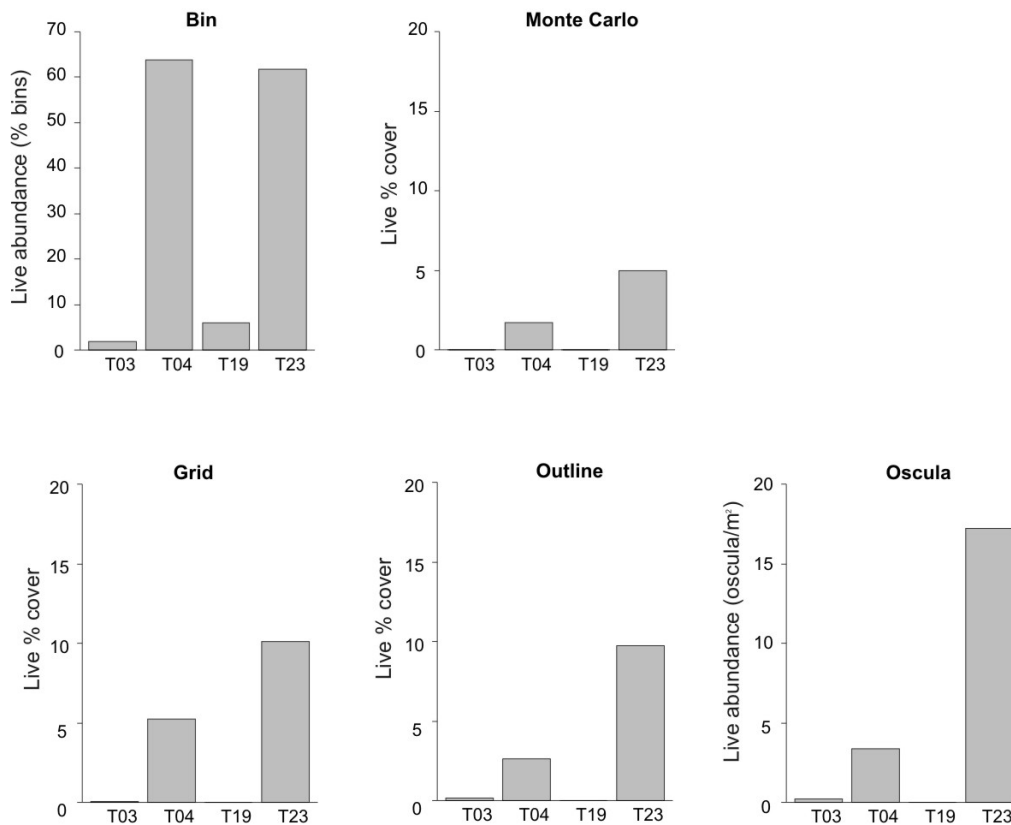 Bin
Live abundance (% bins)
70
60
50
40
30
20
10
0
T03 T04 T19 T23
Monte Carlo
Live % cover
20
15
10
5
0
T03 T04 T19 T23
Grid
Live % cover
20
15
10
5
0
T03 T04 T19 T23
Outline
Live % cover
20
15
10
5
0
T03 T04 T19 T23
Oscula
Live abundance (oscula/m²)
20
15
10
5
0
T03 T04 T19 T23